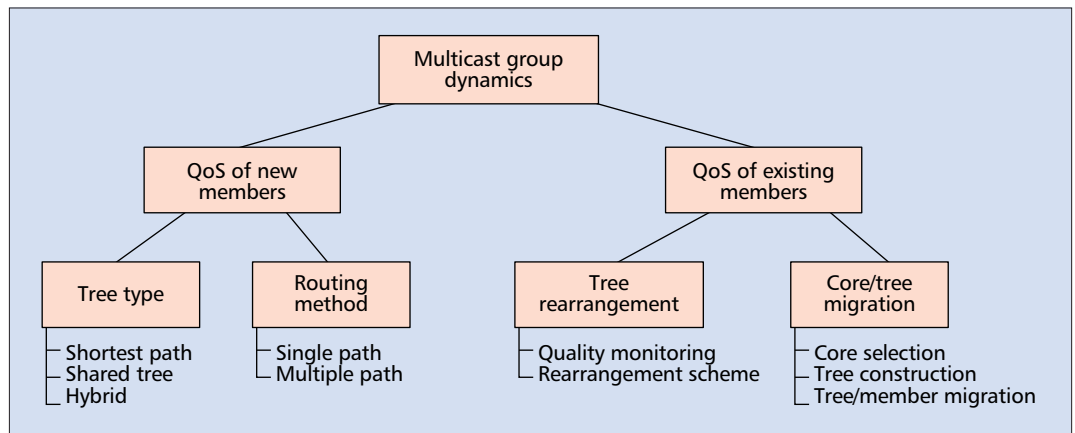 Multicast group
dynamics
QoS of new
members
QoS of existing
members
Tree type
Routing
method
Tree
rearrangement
Core/tree
migration
Shortest path
Shared tree
Hybrid
Single path
Multiple path
Quality monitoring
Rearrangement scheme
Core selection
Tree construction
Tree/member migration